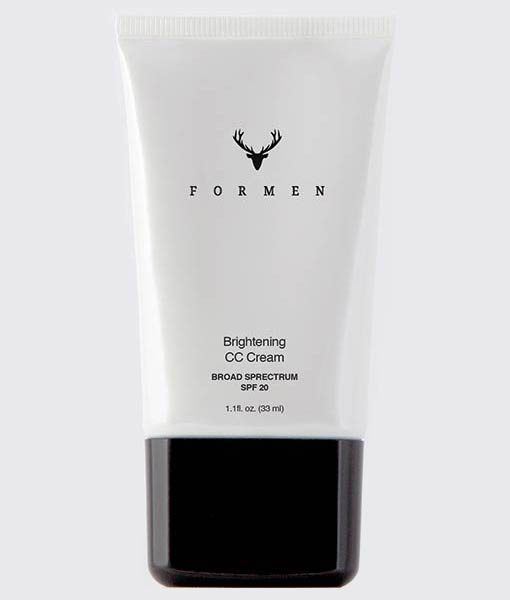 FORMEN
Brightening
CC Cream
BROAD SPRECTRUM
SPF 20
1.1fl. oz. (33 ml)